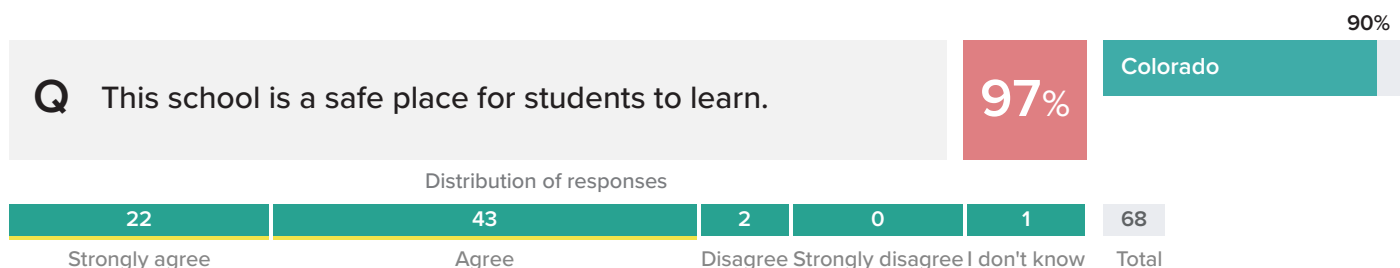 90%
Q This school is a safe place for students to learn.
97%
Colorado
Distribution of responses
22 43 2 0 1 68
Strongly agree Agree Disagree Strongly disagree I don't know Total